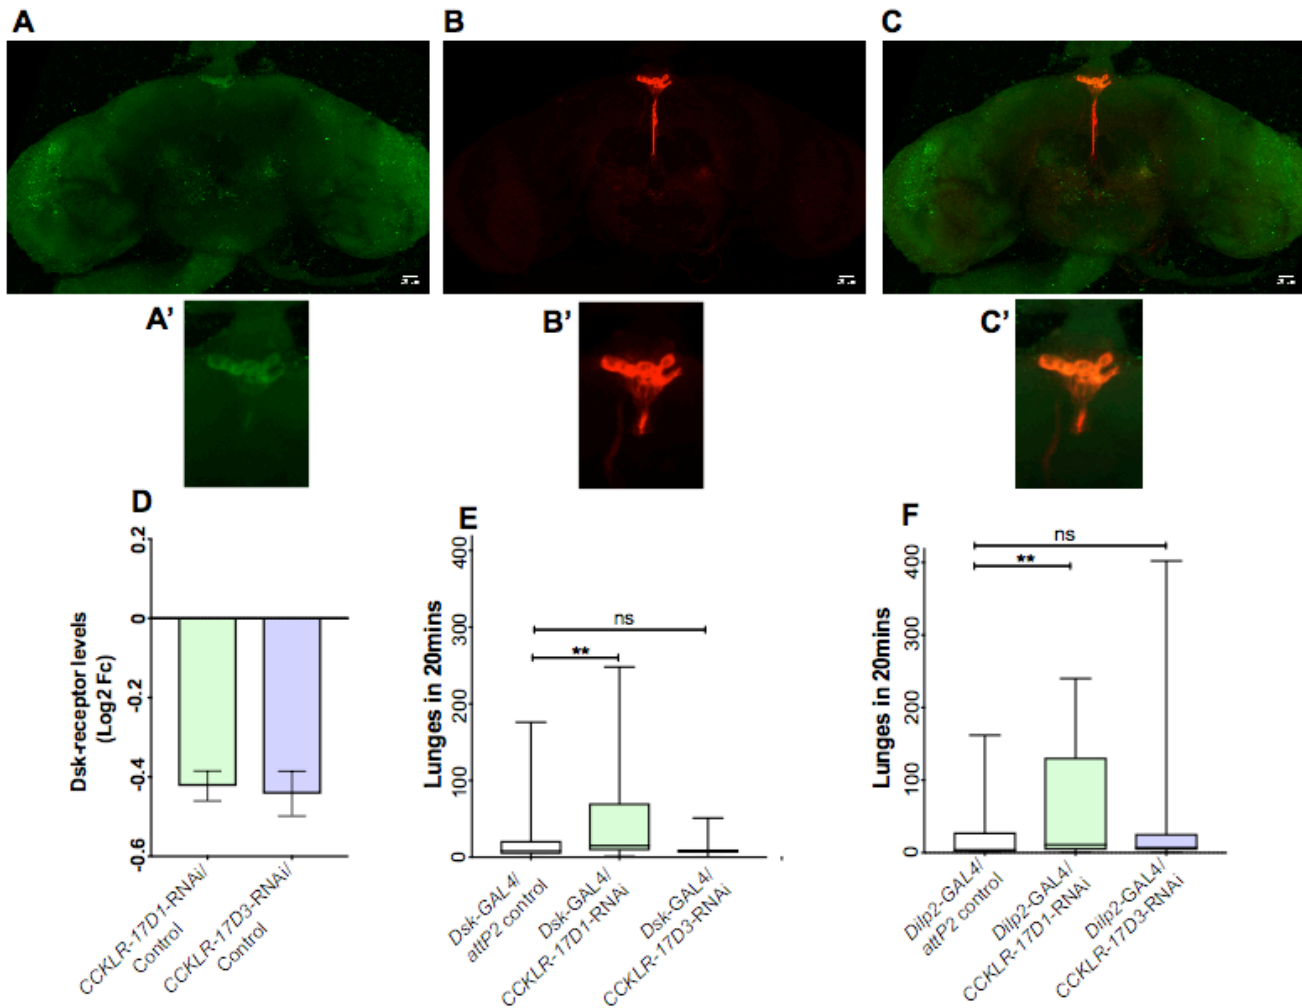 A
B
C
A'
B'
C'
D
0.2
0
-0.2
-0.4
-0.6
Dsk-receptor levels
(Log2 Fc)
CCKLR-17D1-RNAi/
Control
CCKLR-17D3-RNAi/
Control
E
400
300
200
100
0
Lunges in 20mins
ns
**
Dsk-GAL4/
attP2 control
Dsk-GAL4/
CCKLR-17D1-RNAi
Dsk-GAL4/
CCKLR-17D3-RNAi
F
400
300
200
100
0
Lunges in 20mins
ns
**
Dilp2-GAL4/
attP2 control
Dilp2-GAL4/
CCKLR-17D1-RNAi
Dilp2-GAL4/
CCKLR-17D3-RNAi